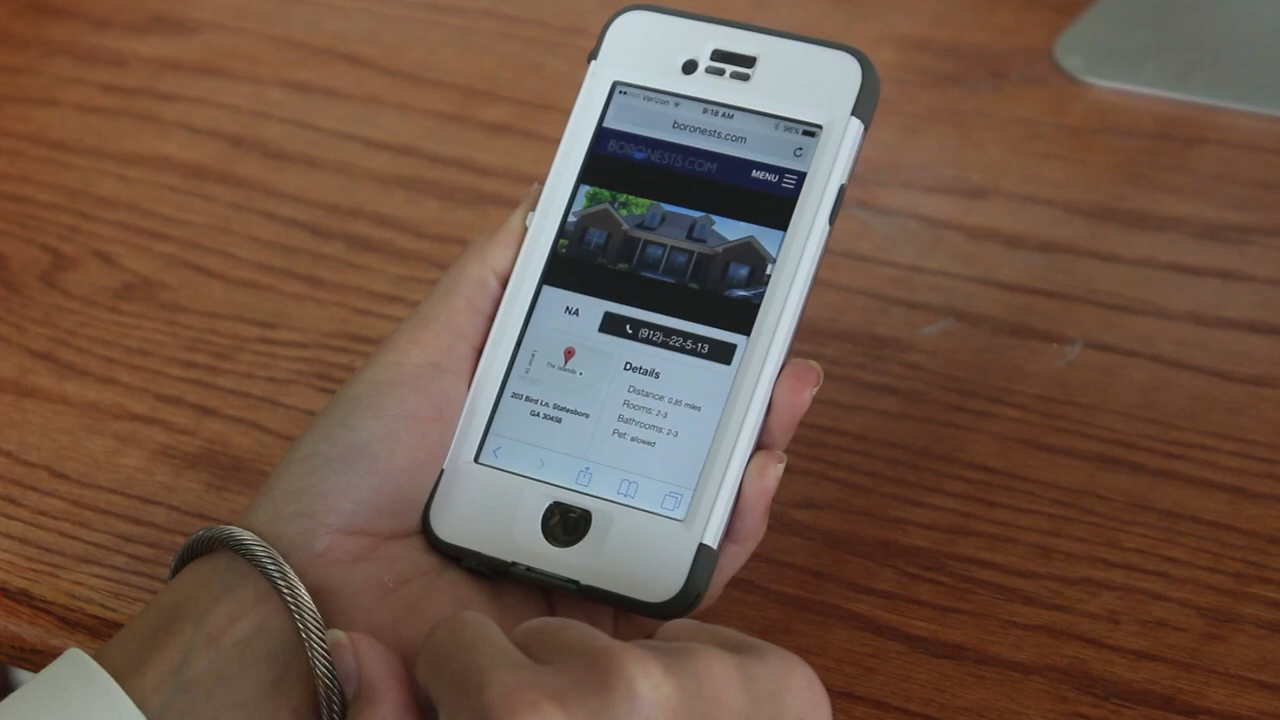 Verizon 9:18 AM 96%
boronests.com
BORONESTS.COM MENU
NA
(912)--22-5-13
The Islands
203 Bird Ln. Statesboro
GA 30458
Details
Distance: 0.85 miles
Rooms: 2-3
Bathrooms: 2-3
Pet: allowed